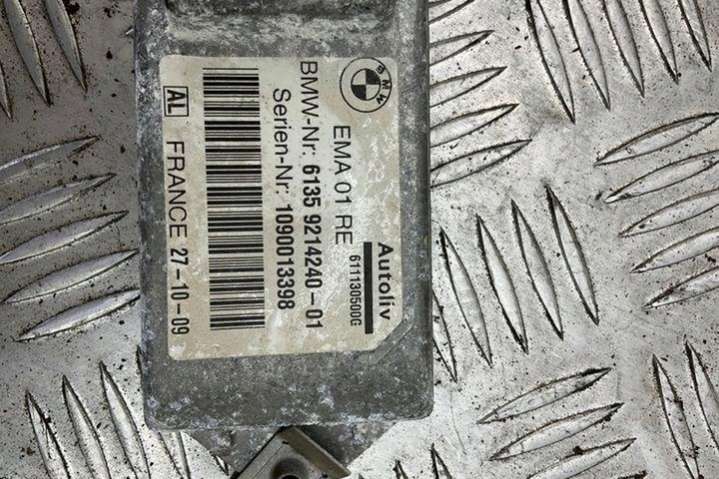 BMW
EMA 01 RE
Autoliv
611130500G
BMW-Nr: 6135 9214240-01
Serien-Nr: 1090013398
AL FRANCE 27-10-09